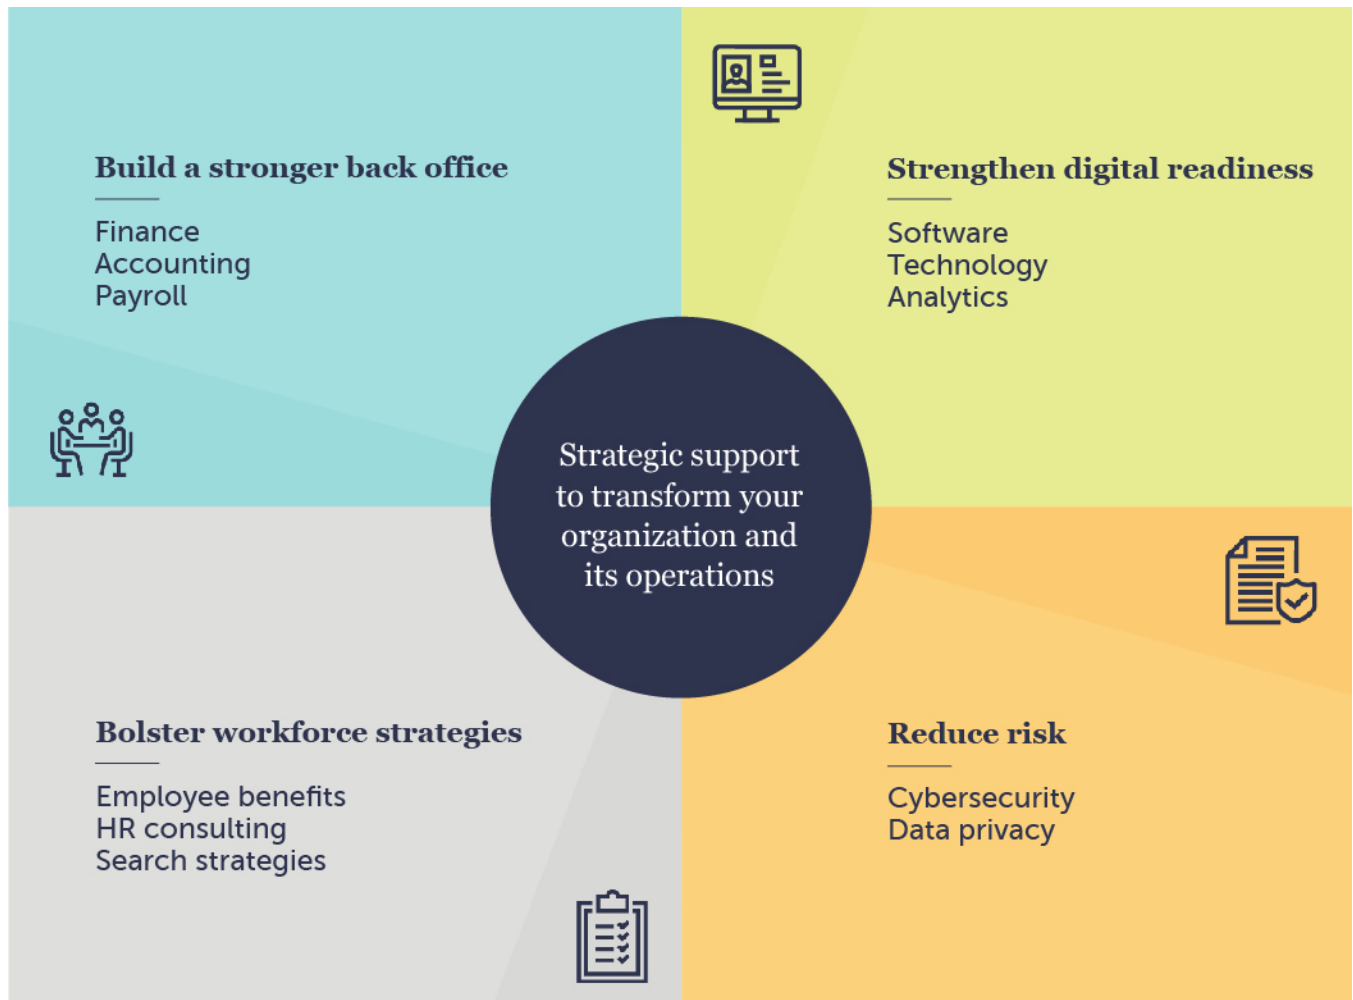 Build a stronger back office
Finance
Accounting
Payroll
Strengthen digital readiness
Software
Technology
Analytics
Strategic support
to transform your
organization and
its operations
Bolster workforce strategies
Employee benefits
HR consulting
Search strategies
Reduce risk
Cybersecurity
Data privacy